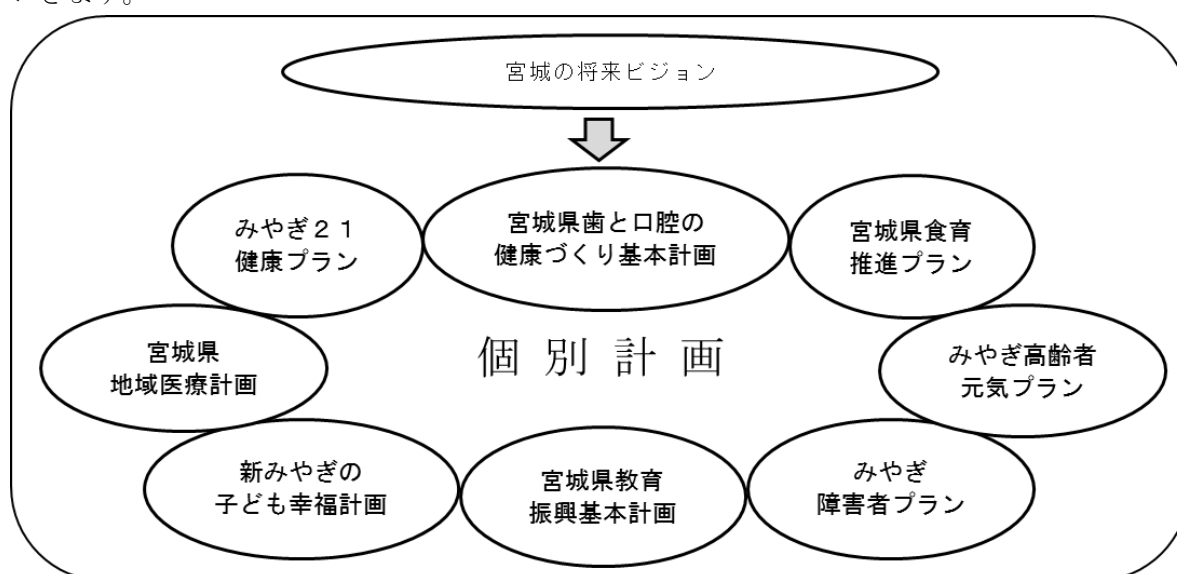 宮城の将来ビジョン
宮城県歯と口腔の
健康づくり基本計画
みやぎ２１
健康プラン
宮城県食育
推進プラン
宮城県
地域医療計画
個別計画
みやぎ高齢者
元気プラン
新みやぎの
子ども幸福計画
宮城県教育
振興基本計画
みやぎ
障害者プラン